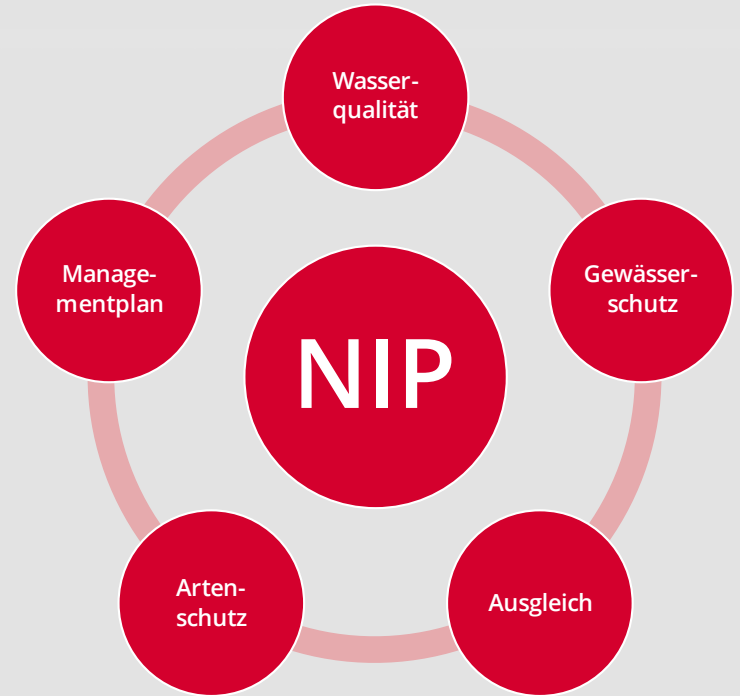 Wasser-
qualität
Gewässer-
schutz
Ausgleich
Arten-
schutz
Manage-
mentplan
NIP